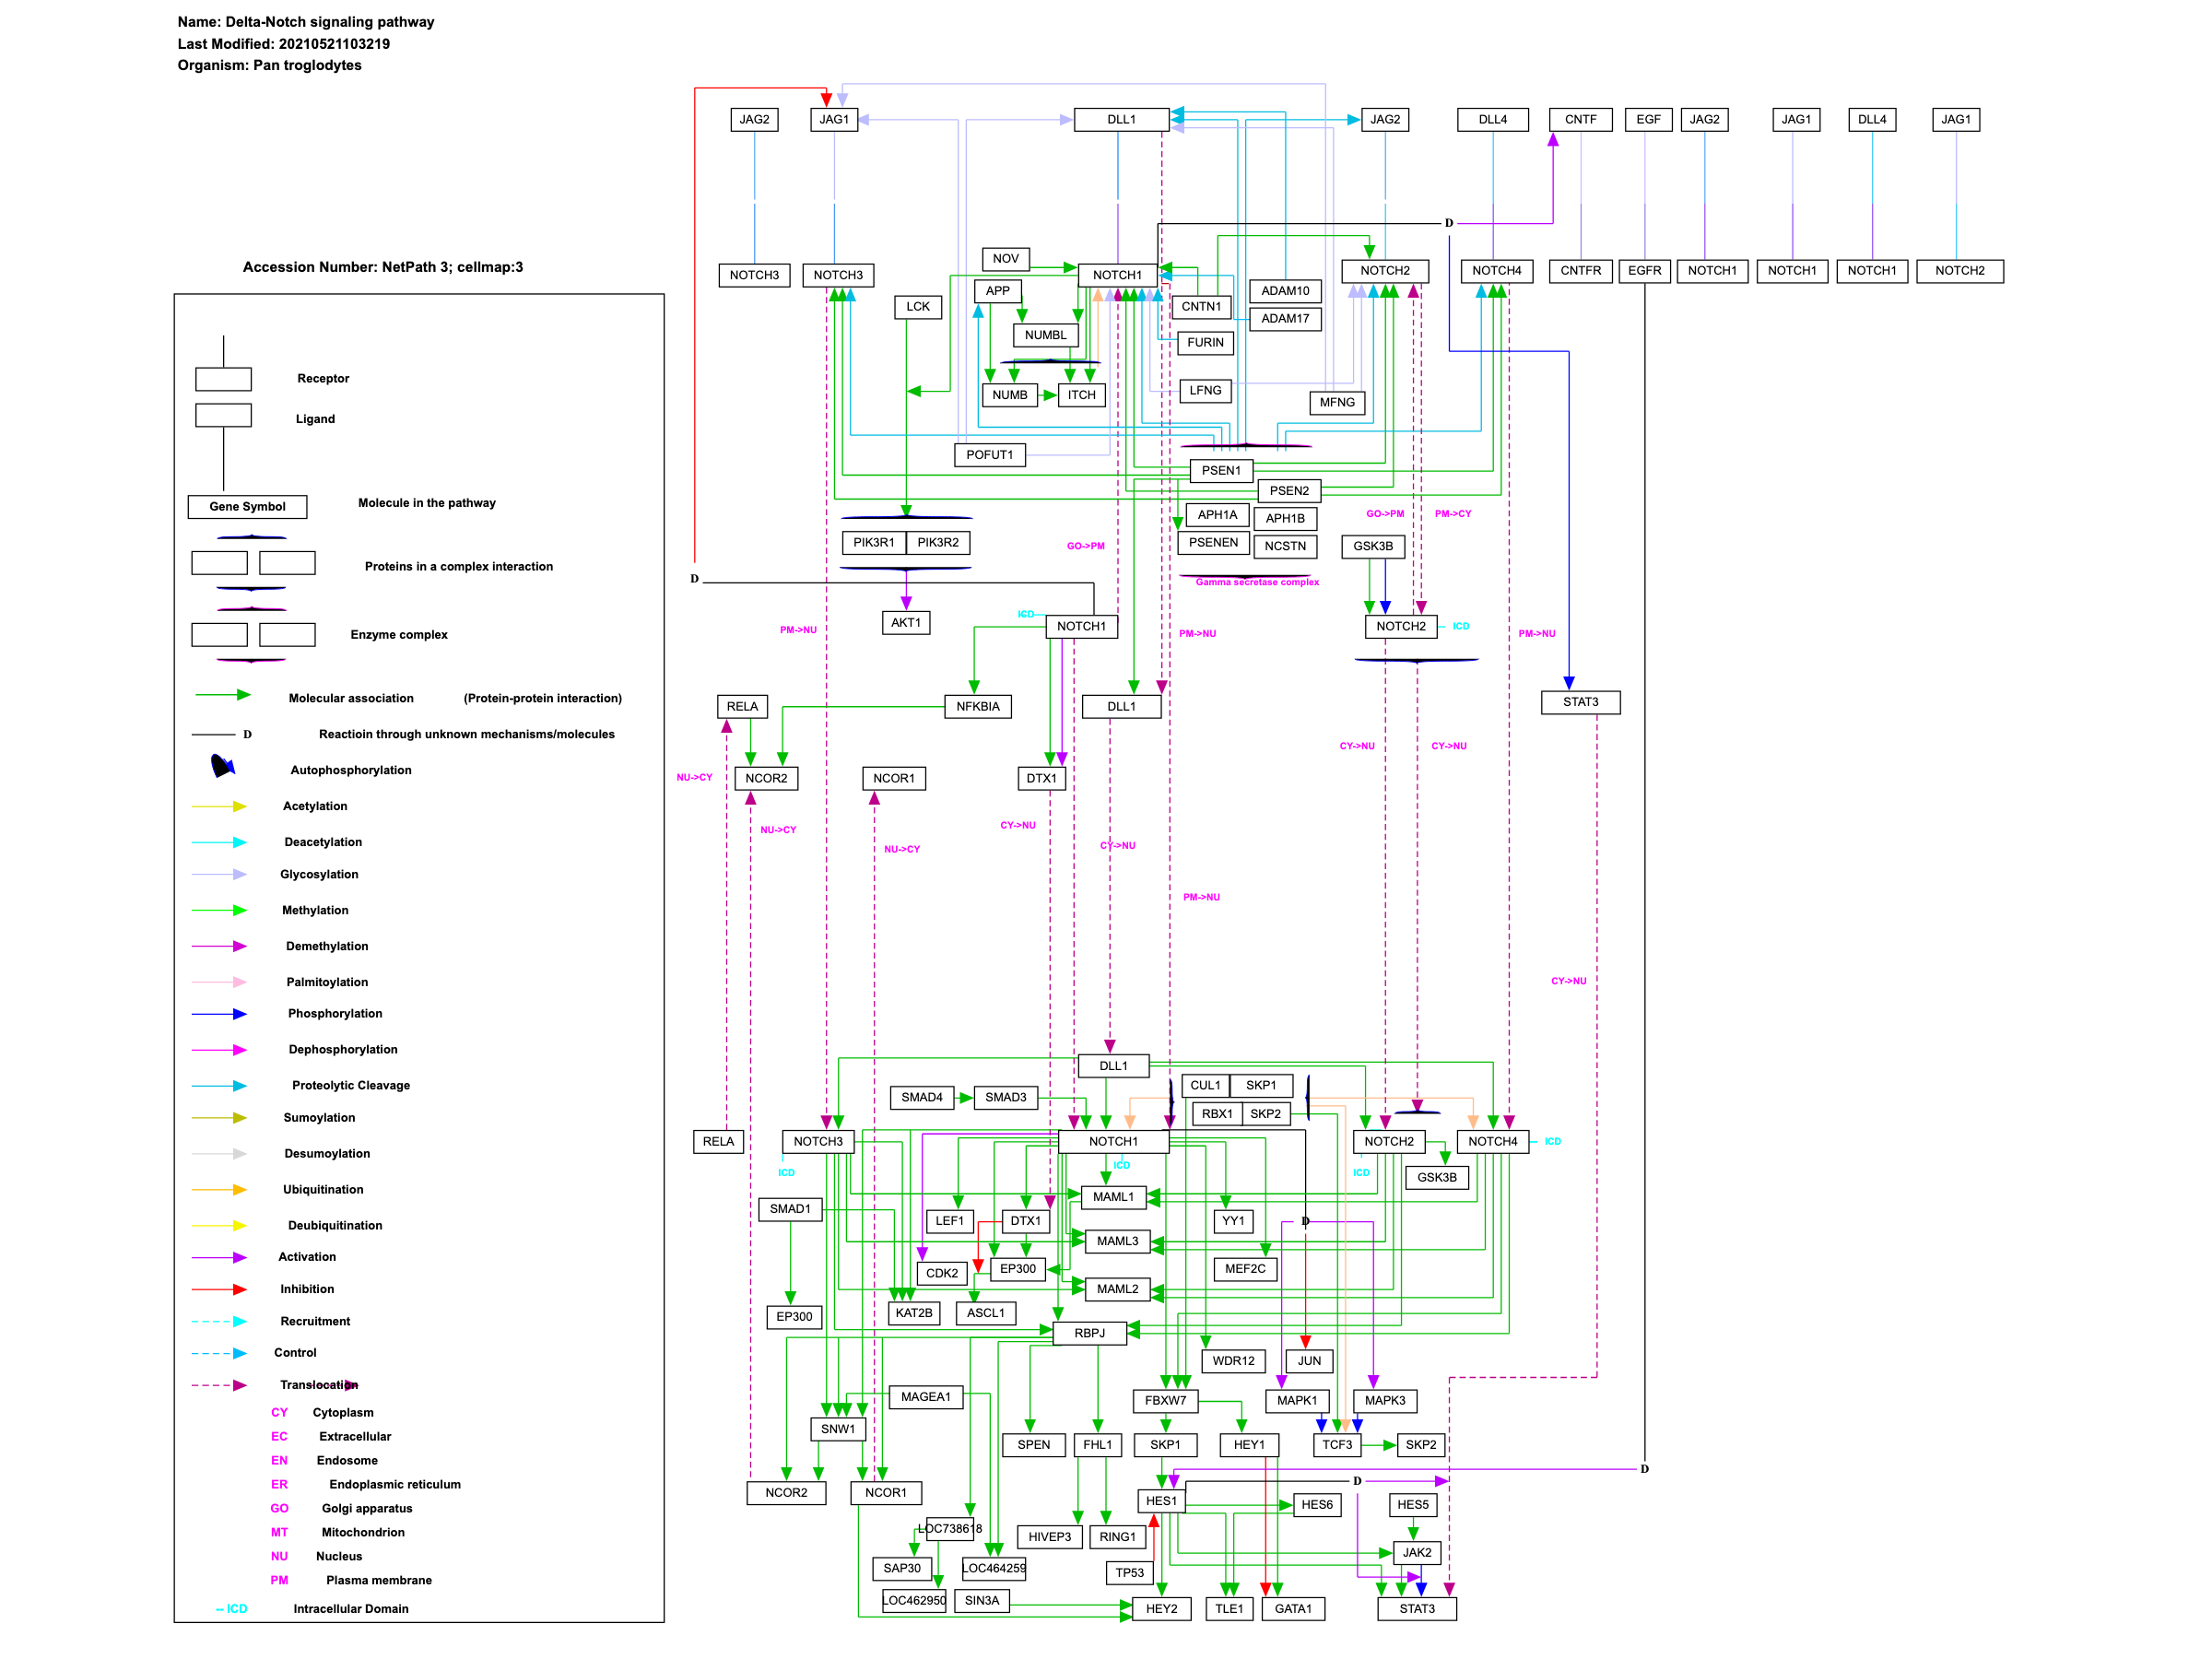 Name: Delta-Notch signaling pathway
Last Modified: 20210521103219
Organism: Pan troglodytes
JAG2 JAG1 DLL1 JAG2 DLL4 CNTF EGF JAG2 JAG1 DLL4 JAG1
D
Accession Number: NetPath 3; cellmap:3
NOTCH3 NOTCH3 NOV NOTCH1 NOTCH2 NOTCH4 CNTFR EGFR NOTCH1 NOTCH1 NOTCH1 NOTCH2
APP ADAM10
LCK CNTN1 ADAM17
NUMBL FURIN
Receptor
NUMB ITCH LFNG MFNG
Ligand
POFUT1
PSEN1
PSEN2
Molecule in the pathway
Gene Symbol
APH1A APH1B GO->PM PM->CY
PIK3R1 PIK3R2 GO->PM PSENEN NCSTN GSK3B
Proteins in a complex interaction
D Gamma secretase complex
ICD
AKT1 NOTCH1 NOTCH2 ICD
Enzyme complex
PM->NU PM->NU PM->NU
Molecular association (Protein-protein interaction)
RELA NFKBIA DLL1 STAT3
D Reactioin through unknown mechanisms/molecules
CY->NU CY->NU
Autophosphorylation
NU->CY NCOR2 NCOR1 DTX1
Acetylation
NU->CY CY->NU
Deacetylation
NU->CY CY->NU
Glycosylation
PM->NU
Methylation
Demethylation
Palmitoylation
CY->NU
Phosphorylation
Dephosphorylation
DLL1
Proteolytic Cleavage
SMAD4 SMAD3 CUL1 SKP1
Sumoylation
RBX1 SKP2
RELA NOTCH3 NOTCH1 NOTCH2 NOTCH4 ICD
Desumoylation
ICD ICD ICD
GSK3B
Ubiquitination
MAML1
SMAD1 LEF1 DTX1 YY1 D
Deubiquitination
MAML3
Activation
CDK2 EP300 MEF2C
Inhibition
MAML2
EP300 KAT2B ASCL1
Recruitment
RBPJ
Control
WDR12 JUN
Translocation
MAGEA1 FBXW7 MAPK1 MAPK3
CY Cytoplasm
SNW1
EC Extracellular
SPEN FHL1 SKP1 HEY1 TCF3 SKP2
EN Endosome
D
D
ER Endoplasmic reticulum
NCOR2 NCOR1 HES1 HES6 HES5
GO Golgi apparatus
LOC738618 HIVEP3 RING1
MT Mitochondrion
NU Nucleus
SAP30 LOC464259 TP53 JAK2
PM Plasma membrane
LOC462950 SIN3A HEY2 TLE1 GATA1 STAT3
-- ICD Intracellular Domain